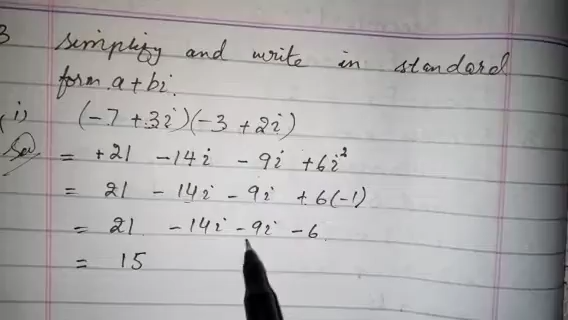 3 Simplify and write in standard
form a+bi.
(i) (-7 +3i)(-3 +2i)
Sol
= +21 -14i -9i +6i²
= 21 -14i -9i +6(-1)
= 21 -14i -9i -6
= 15